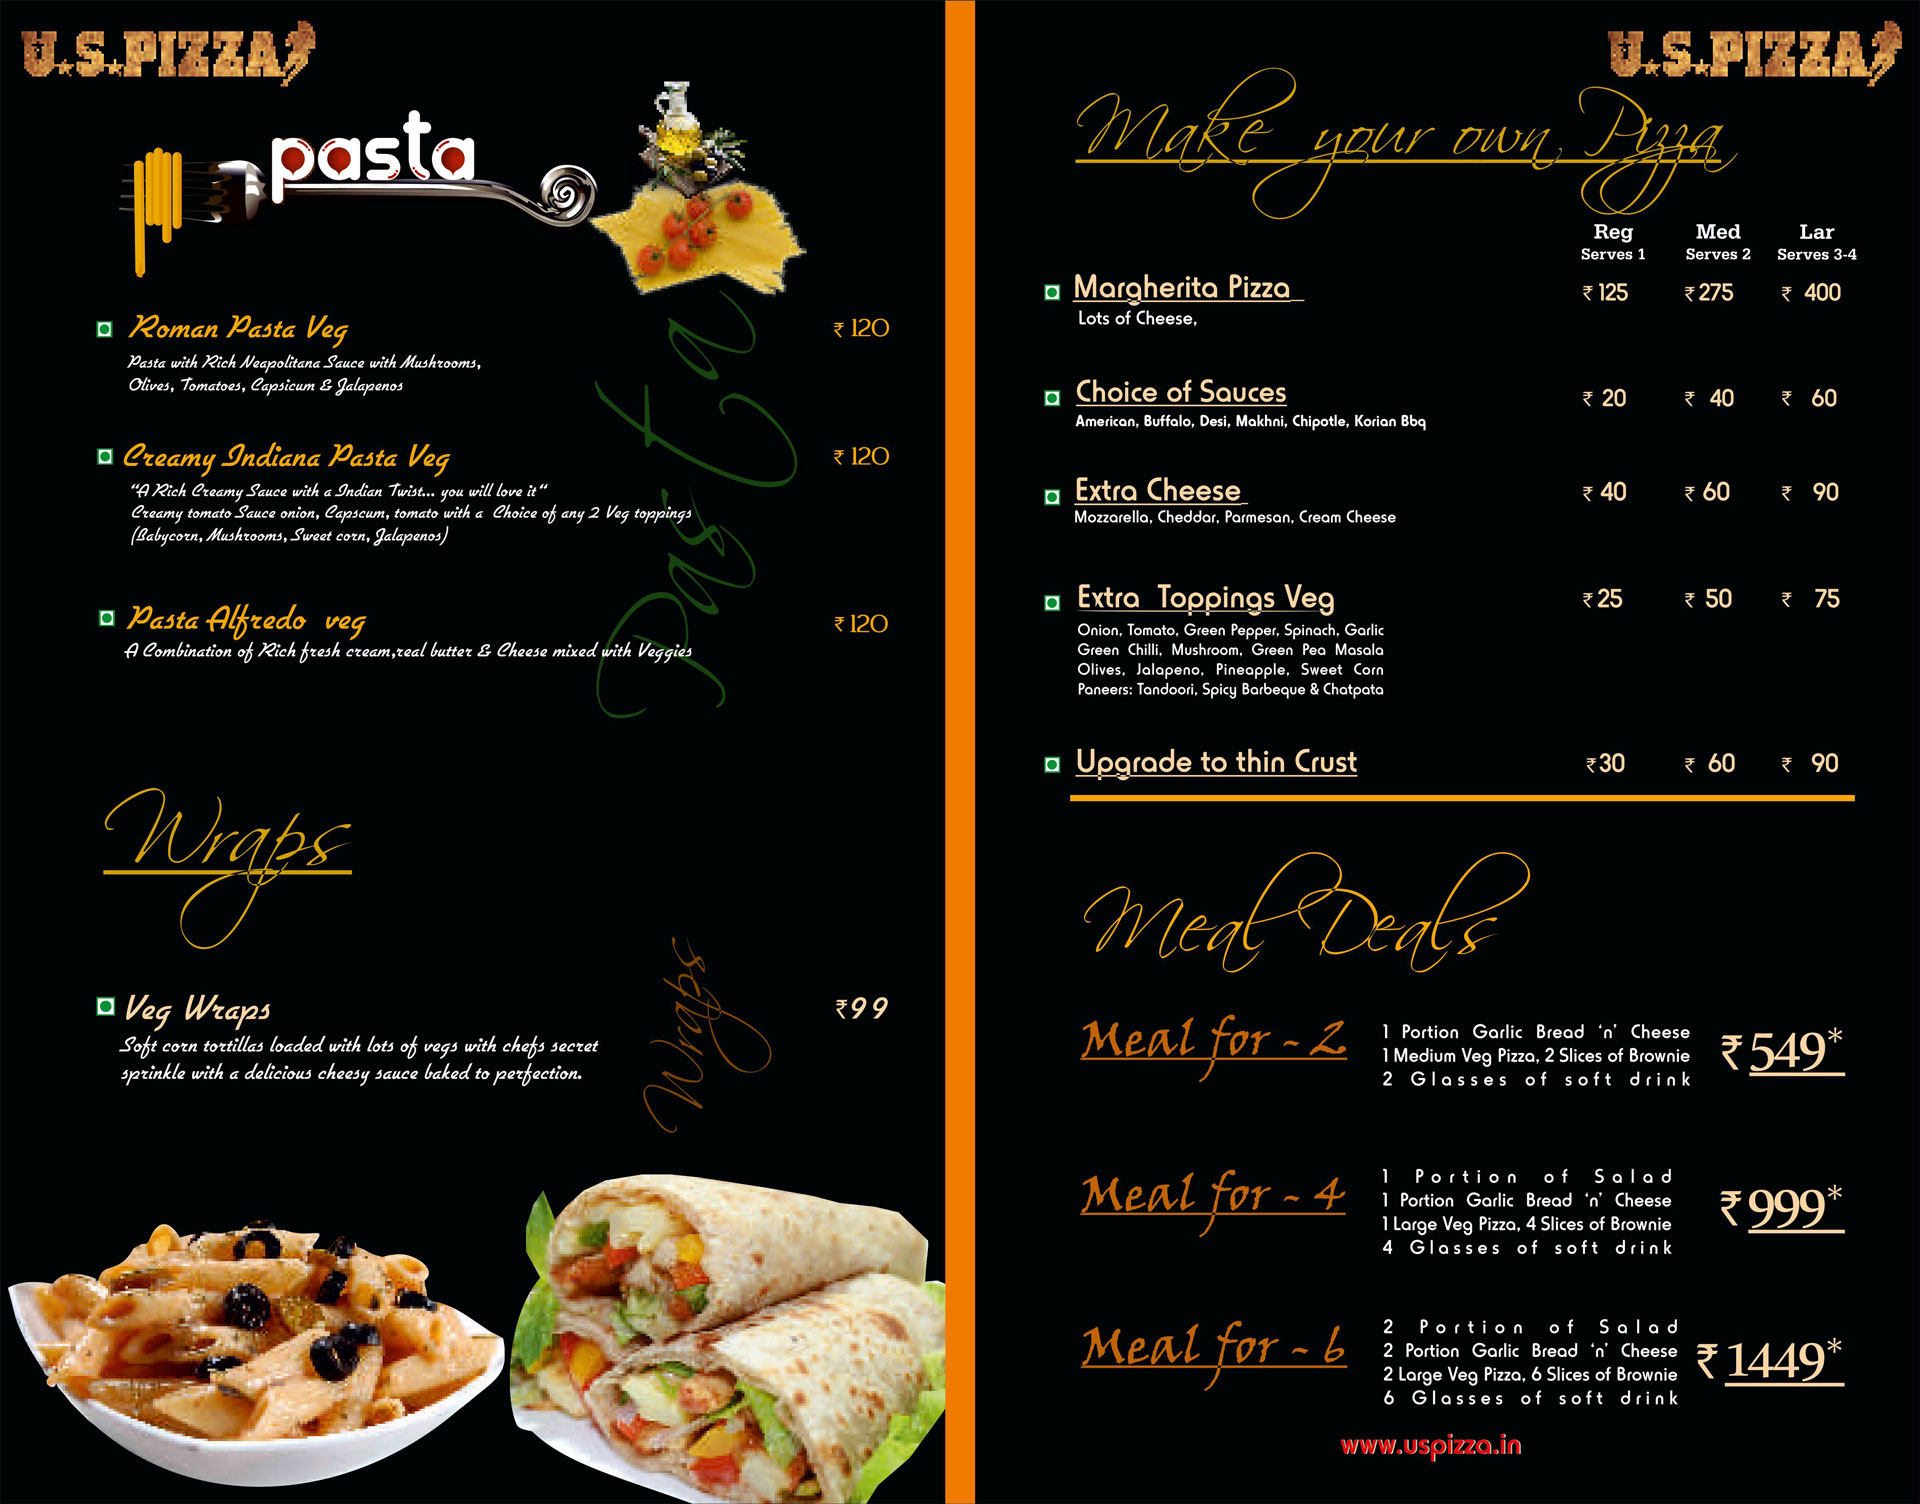 U.S.PIZZA
pasta
Pasta
Roman Pasta Veg ₹ 120
Pasta with Rich Neapolitana Sauce with Mushrooms,
Olives, Tomatoes, Capsicum & Jalapenos
Creamy Indiana Pasta Veg ₹ 120
"A Rich Creamy Sauce with a Indian Twist... you will love it"
Creamy tomato Sauce onion, Capscum, tomato with a Choice of any 2 Veg toppings
(Babycorn, Mushrooms, Sweet corn, Jalapenos)
Pasta Alfredo veg ₹ 120
A Combination of Rich fresh cream,real butter & Cheese mixed with Veggies
Wraps
Wraps
Veg Wraps ₹99
Soft corn tortillas loaded with lots of vegs with chefs secret
sprinkle with a delicious cheesy sauce baked to perfection.
U.S.PIZZA
Make your own Pizza
Reg Med Lar
Serves 1 Serves 2 Serves 3-4
Margherita Pizza ₹ 125 ₹ 275 ₹ 400
Lots of Cheese,
Choice of Sauces ₹ 20 ₹ 40 ₹ 60
American, Buffalo, Desi, Makhni, Chipotle, Korian Bbq
Extra Cheese ₹ 40 ₹ 60 ₹ 90
Mozzarella, Cheddar, Parmesan, Cream Cheese
Extra Toppings Veg ₹ 25 ₹ 50 ₹ 75
Onion, Tomato, Green Pepper, Spinach, Garlic
Green Chilli, Mushroom, Green Pea Masala
Olives, Jalapeno, Pineapple, Sweet Corn
Paneers: Tandoori, Spicy Barbeque & Chatpata
Upgrade to thin Crust ₹30 ₹ 60 ₹ 90
Meal Deals
Meal for - 2 ₹549*
1 Portion Garlic Bread 'n' Cheese
1 Medium Veg Pizza, 2 Slices of Brownie
2 Glasses of soft drink
Meal for - 4 ₹999*
1 Portion of Salad
1 Portion Garlic Bread 'n' Cheese
1 Large Veg Pizza, 4 Slices of Brownie
4 Glasses of soft drink
Meal for - 6 ₹1449*
2 Portion of Salad
2 Portion Garlic Bread 'n' Cheese
2 Large Veg Pizza, 6 Slices of Brownie
6 Glasses of soft drink
www.uspizza.in